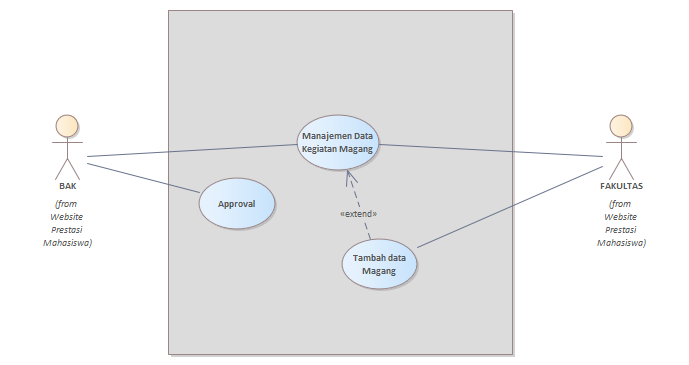 Manajemen Data
Kegiatan Magang
BAK
(from
Website
Prestasi
Mahasiswa)
FAKULTAS
(from
Website
Prestasi
Mahasiswa)
Approval
«extend»
Tambah data
Magang